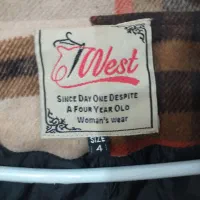 West
SINCE DAY ONE DESPITE
A FOUR YEAR OLD
Woman's wear
SIZE
4